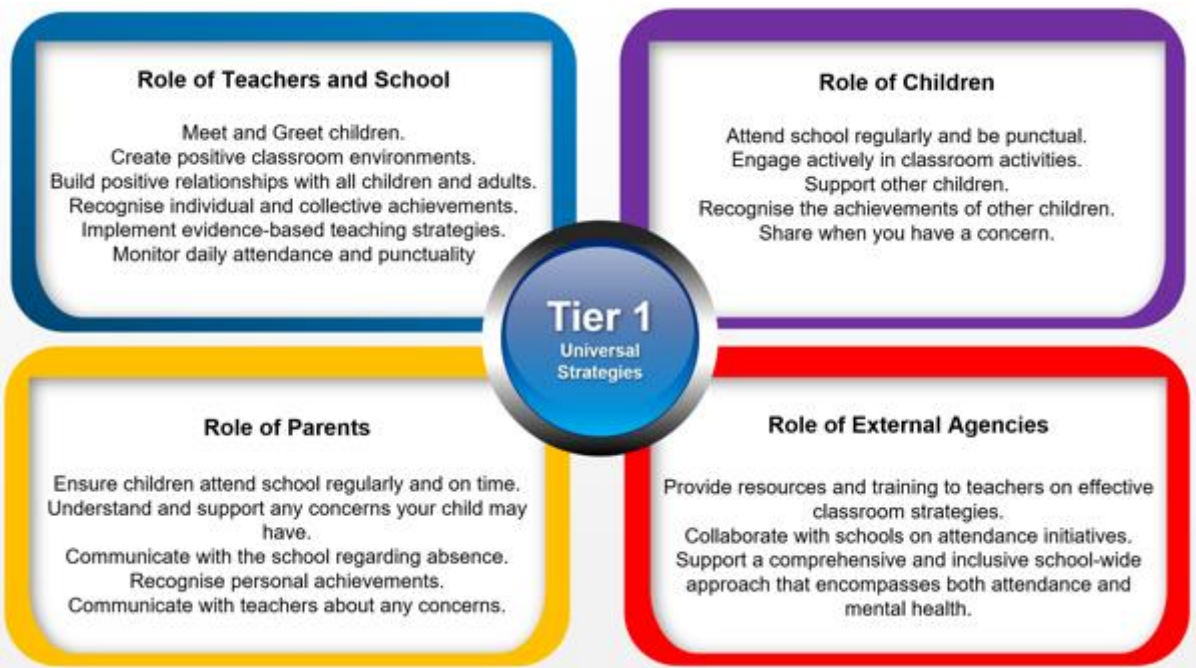 Role of Teachers and School
Meet and Greet children.
Create positive classroom environments.
Build positive relationships with all children and adults.
Recognise individual and collective achievements.
Implement evidence-based teaching strategies.
Monitor daily attendance and punctuality
Role of Children
Attend school regularly and be punctual.
Engage actively in classroom activities.
Support other children.
Recognise the achievements of other children.
Share when you have a concern.
Tier 1
Universal
Strategies
Role of Parents
Ensure children attend school regularly and on time.
Understand and support any concerns your child may
have.
Communicate with the school regarding absence.
Recognise personal achievements.
Communicate with teachers about any concerns.
Role of External Agencies
Provide resources and training to teachers on effective
classroom strategies.
Collaborate with schools on attendance initiatives.
Support a comprehensive and inclusive school-wide
approach that encompasses both attendance and
mental health.